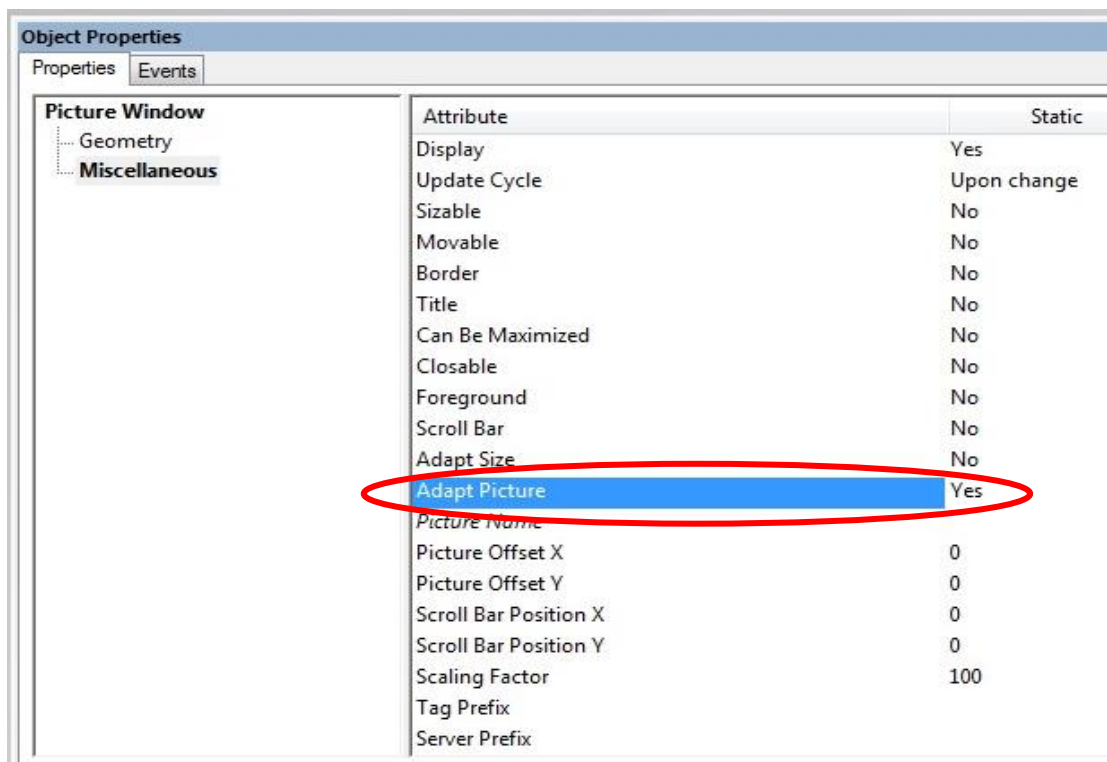 Object Properties
Properties Events
Picture Window
Geometry
Miscellaneous
Attribute Static
Display Yes
Update Cycle Upon change
Sizable No
Movable No
Border No
Title No
Can Be Maximized No
Closable No
Foreground No
Scroll Bar No
Adapt Size No
Adapt Picture Yes
Picture Name
Picture Offset X 0
Picture Offset Y 0
Scroll Bar Position X 0
Scroll Bar Position Y 0
Scaling Factor 100
Tag Prefix
Server Prefix